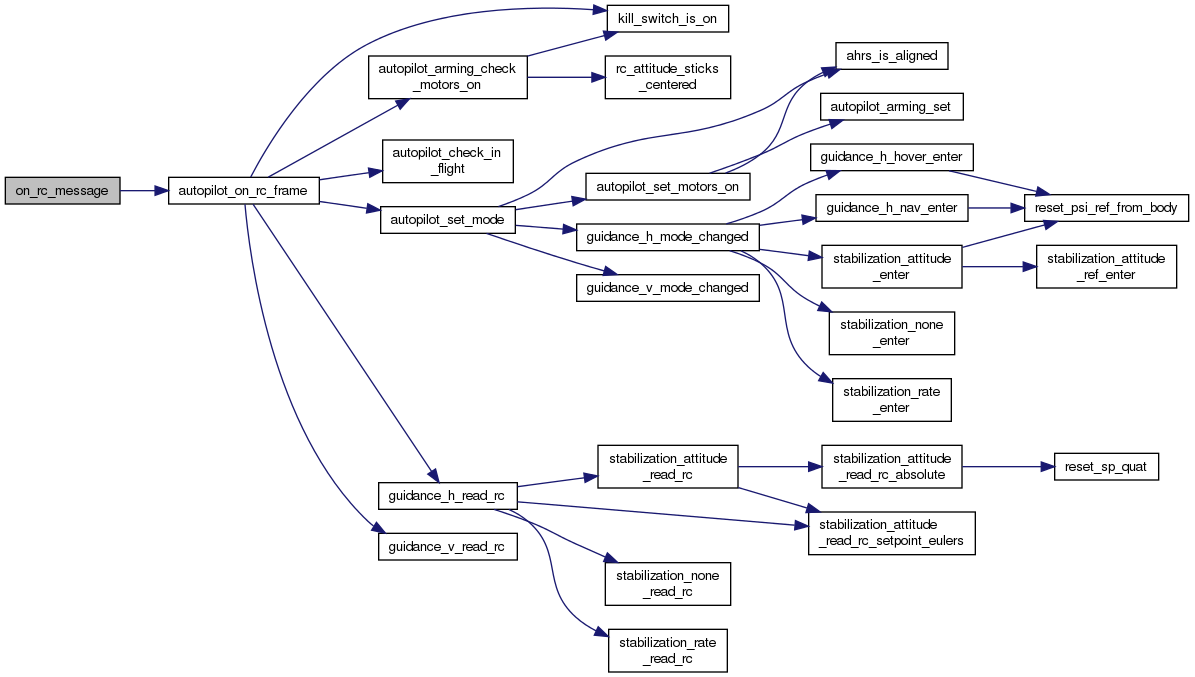 on_rc_message
autopilot_on_rc_frame
kill_switch_is_on
autopilot_arming_check
_motors_on
rc_attitude_sticks
_centered
autopilot_check_in
_flight
autopilot_set_mode
ahrs_is_aligned
autopilot_set_motors_on
autopilot_arming_set
guidance_h_mode_changed
guidance_v_mode_changed
guidance_h_hover_enter
guidance_h_nav_enter
reset_psi_ref_from_body
stabilization_attitude
_enter
stabilization_attitude
_ref_enter
stabilization_none
_enter
stabilization_rate
_enter
guidance_h_read_rc
guidance_v_read_rc
stabilization_attitude
_read_rc
stabilization_attitude
_read_rc_absolute
reset_sp_quat
stabilization_attitude
_read_rc_setpoint_eulers
stabilization_none
_read_rc
stabilization_rate
_read_rc